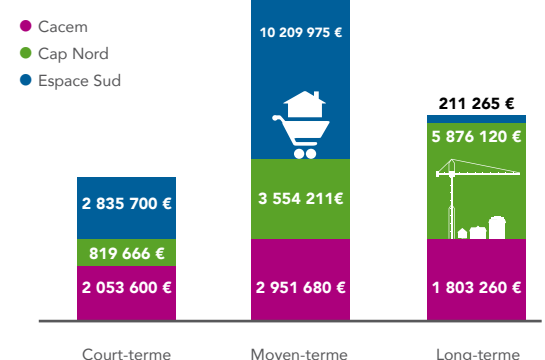 Cacem
Cap Nord
Espace Sud
10 209 975 €
211 265 €
5 876 120 €
2 835 700 €
3 554 211€
819 666 €
2 053 600 €
2 951 680 €
1 803 260 €
Court-terme
Moyen-terme
Long-terme